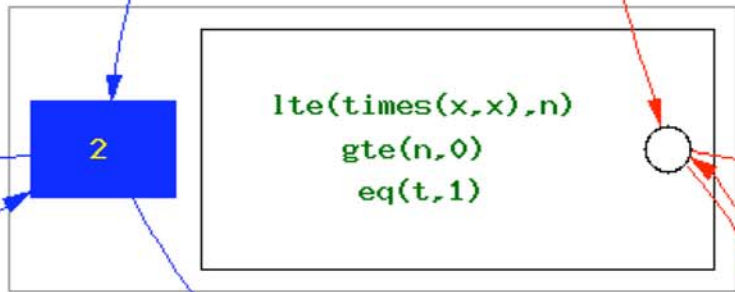 2
lte(times(x,x),n)
gte(n,0)
eq(t,1)